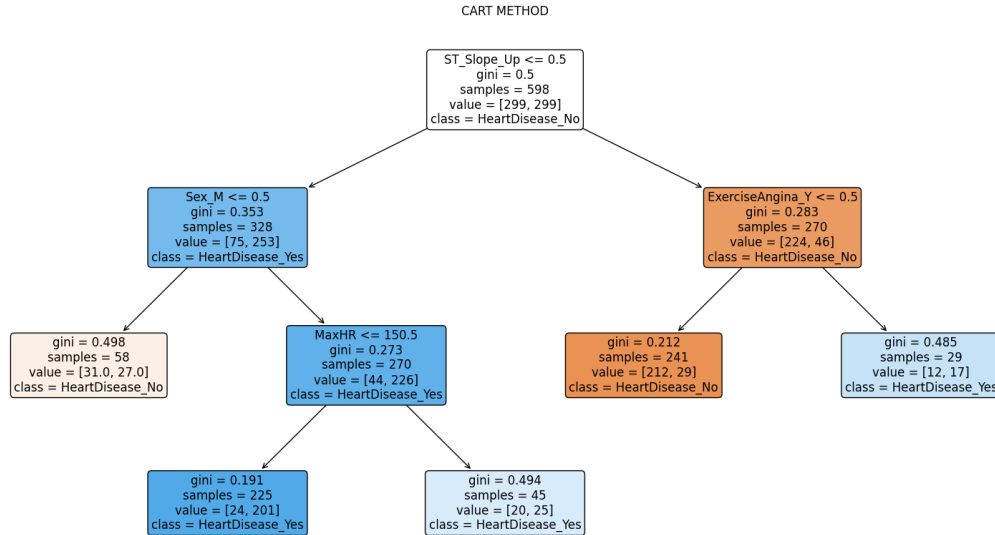 CART METHOD
ST_Slope_Up <= 0.5
gini = 0.5
samples = 598
value = [299, 299]
class = HeartDisease_No
Sex_M <= 0.5
gini = 0.353
samples = 328
value = [75, 253]
class = HeartDisease_Yes
ExerciseAngina_Y <= 0.5
gini = 0.283
samples = 270
value = [224, 46]
class = HeartDisease_No
gini = 0.498
samples = 58
value = [31.0, 27.0]
class = HeartDisease_No
MaxHR <= 150.5
gini = 0.273
samples = 270
value = [44, 226]
class = HeartDisease_Yes
gini = 0.212
samples = 241
value = [212, 29]
class = HeartDisease_No
gini = 0.485
samples = 29
value = [12, 17]
class = HeartDisease_Yes
gini = 0.191
samples = 225
value = [24, 201]
class = HeartDisease_Yes
gini = 0.494
samples = 45
value = [20, 25]
class = HeartDisease_Yes